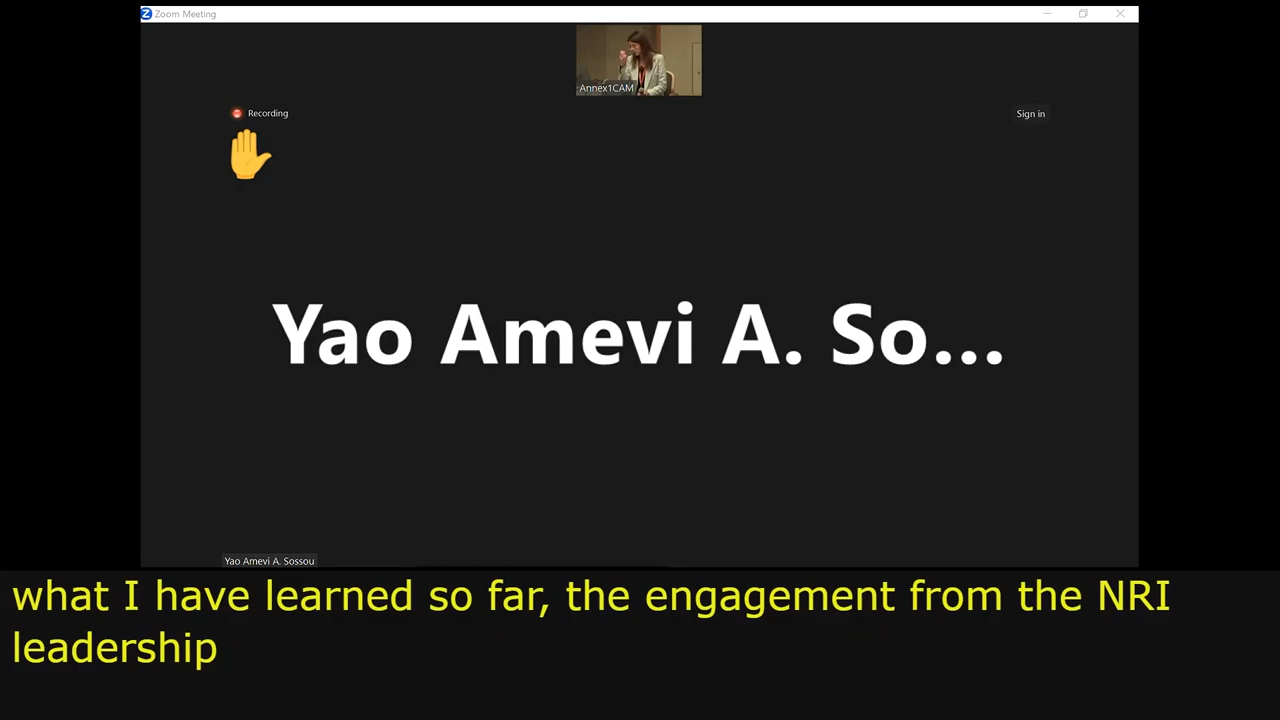 Zoom Meeting
Annex1CAM
Recording
Sign in
Yao Amevi A. So...
Yao Amevi A. Sossou
what I have learned so far, the engagement from the NRI
leadership